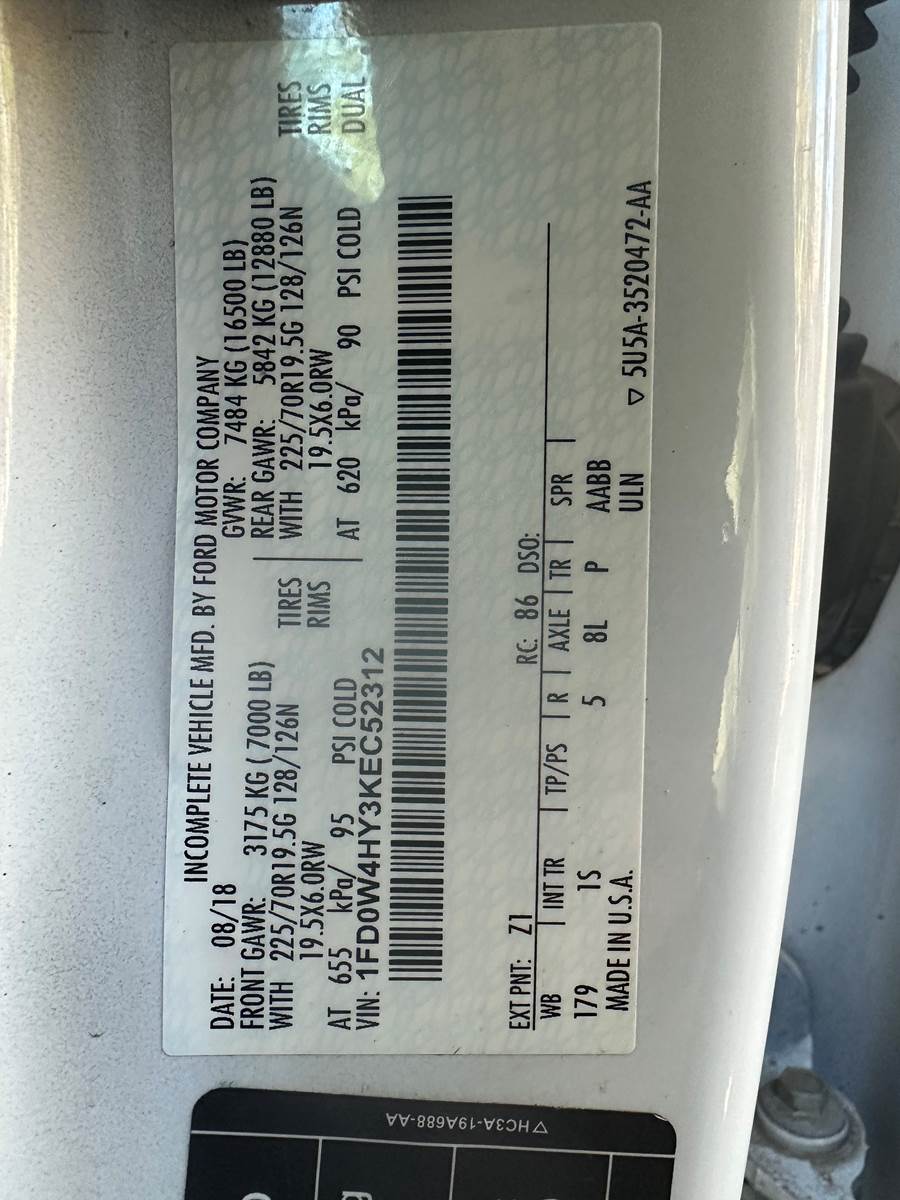 INCOMPLETE VEHICLE MFD. BY FORD MOTOR COMPANY
DATE: 08/18 GVWR: 7484 KG (16500 LB)
FRONT GAWR: 3175 KG ( 7000 LB) REAR GAWR: 5842 KG (12880 LB)
WITH 225/70R19.5G 128/126N TIRES WITH 225/70R19.5G 128/126N TIRES
19.5X6.0RW RIMS 19.5X6.0RW RIMS
AT 655 kPa/ 95 PSI COLD AT 620 kPa/ 90 PSI COLD DUAL
VIN: 1FD0W4HY3KEC52312
EXT PNT: Z1 RC: 86 DSO:
WB INT TR TP/PS R AXLE TR SPR
179 1S 5 8L P AABB
MADE IN U.S.A. ULN
▽ 5U5A-3520472-AA
▽HC3A-19A688-AA